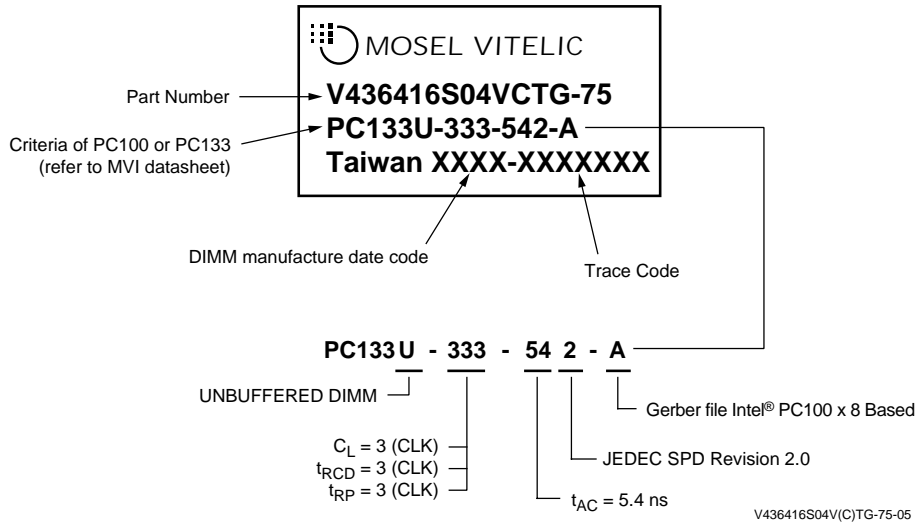 MOSEL VITELIC
Part Number
V436416S04VCTG-75
Criteria of PC100 or PC133
(refer to MVI datasheet)
PC133U-333-542-A
Taiwan XXXX-XXXXXXX
DIMM manufacture date code
Trace Code
PC133 U - 333 - 54 2 - A
UNBUFFERED DIMM
Gerber file Intel® PC100 x 8 Based
CL = 3 (CLK)
tRCD = 3 (CLK)
tRP = 3 (CLK)
JEDEC SPD Revision 2.0
tAC = 5.4 ns
V436416S04V(C)TG-75-05